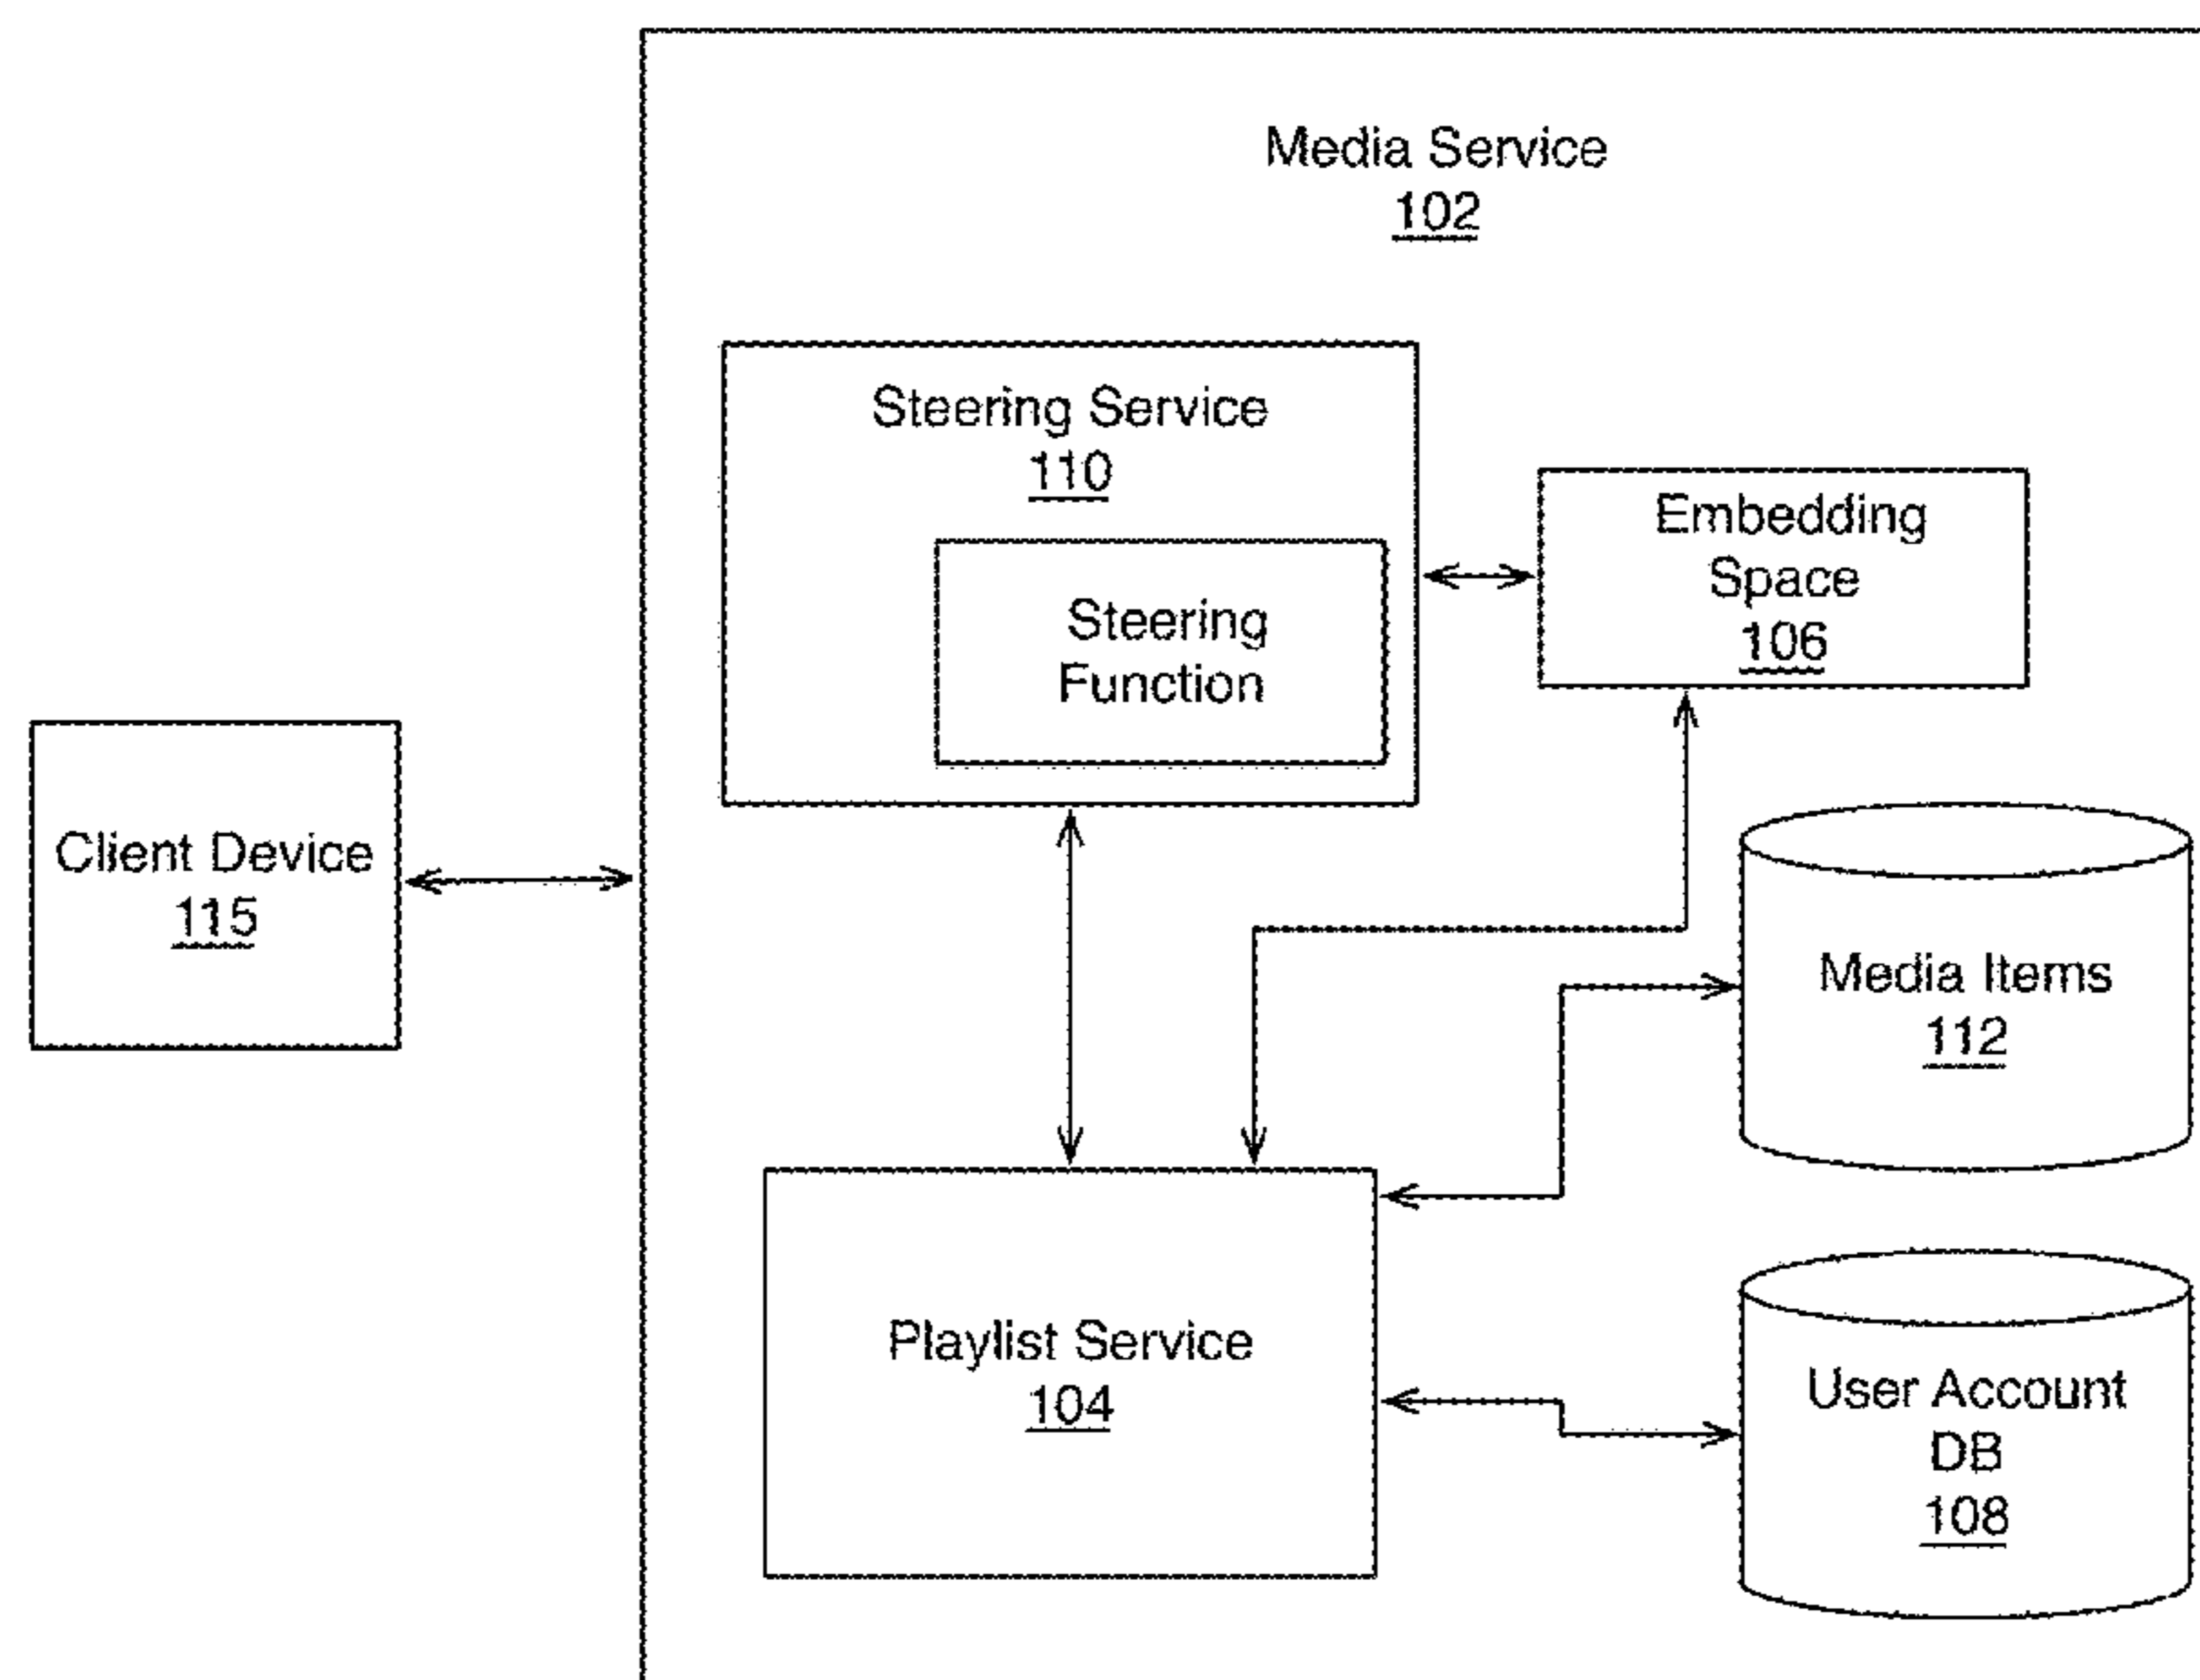 Media Service
102
Steering Service
110
Steering
Function
Embedding
Space
106
Client Device
115
Media Items
112
Playlist Service
104
User Account
DB
108